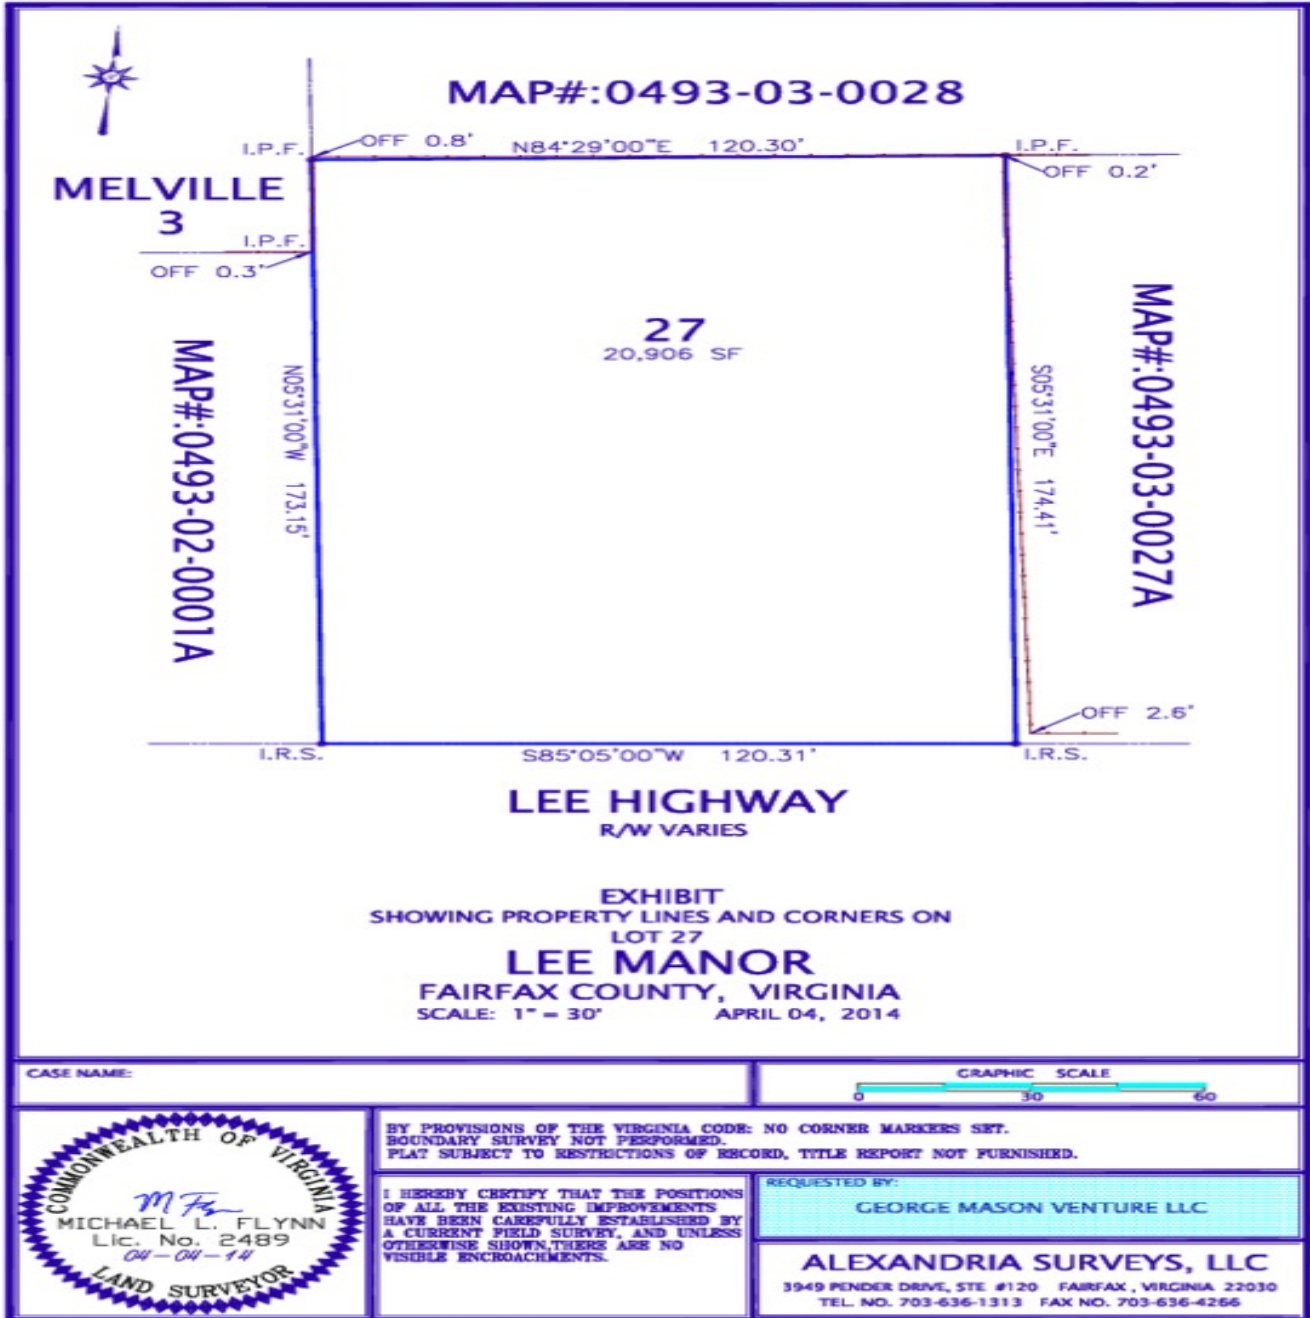 MAP#:0493-03-0028
I.P.F.
OFF 0.8'
N84°29'00"E 120.30'
I.P.F.
OFF 0.2'
MELVILLE
3
I.P.F.
OFF 0.3'
27
20,906 SF
MAP#:0493-02-0001A
N05°31'00"W 173.15'
S05°31'00"E 174.41'
MAP#:0493-03-0027A
OFF 2.6'
I.R.S.
S85°05'00"W 120.31'
I.R.S.
LEE HIGHWAY
R/W VARIES
EXHIBIT
SHOWING PROPERTY LINES AND CORNERS ON
LOT 27
LEE MANOR
FAIRFAX COUNTY, VIRGINIA
SCALE: 1" = 30' APRIL 04, 2014
CASE NAME:
GRAPHIC SCALE
0 30 60
COMMONWEALTH OF VIRGINIA
MICHAEL L. FLYNN
Lic. No. 2489
04-04-14
LAND SURVEYOR
BY PROVISIONS OF THE VIRGINIA CODE: NO CORNER MARKERS SET.
BOUNDARY SURVEY NOT PERFORMED.
PLAT SUBJECT TO RESTRICTIONS OF RECORD, TITLE REPORT NOT FURNISHED.
I HEREBY CERTIFY THAT THE POSITIONS
OF ALL THE EXISTING IMPROVEMENTS
HAVE BEEN CAREFULLY ESTABLISHED BY
A CURRENT FIELD SURVEY, AND UNLESS
OTHERWISE SHOWN,THERE ARE NO
VISIBLE ENCROACHMENTS.
REQUESTED BY:
GEORGE MASON VENTURE LLC
ALEXANDRIA SURVEYS, LLC
3949 PENDER DRIVE, STE #120 FAIRFAX, VIRGINIA 22030
TEL. NO. 703-636-1313 FAX NO. 703-636-4266